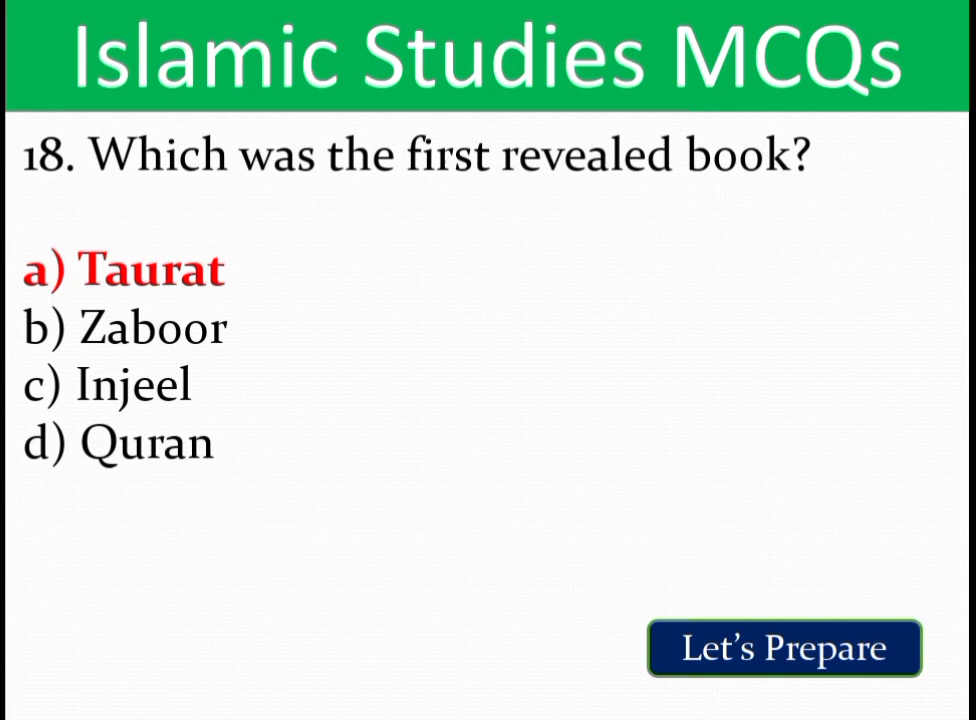 Islamic Studies MCQs
18. Which was the first revealed book?
a) Taurat
b) Zaboor
c) Injeel
d) Quran
Let's Prepare